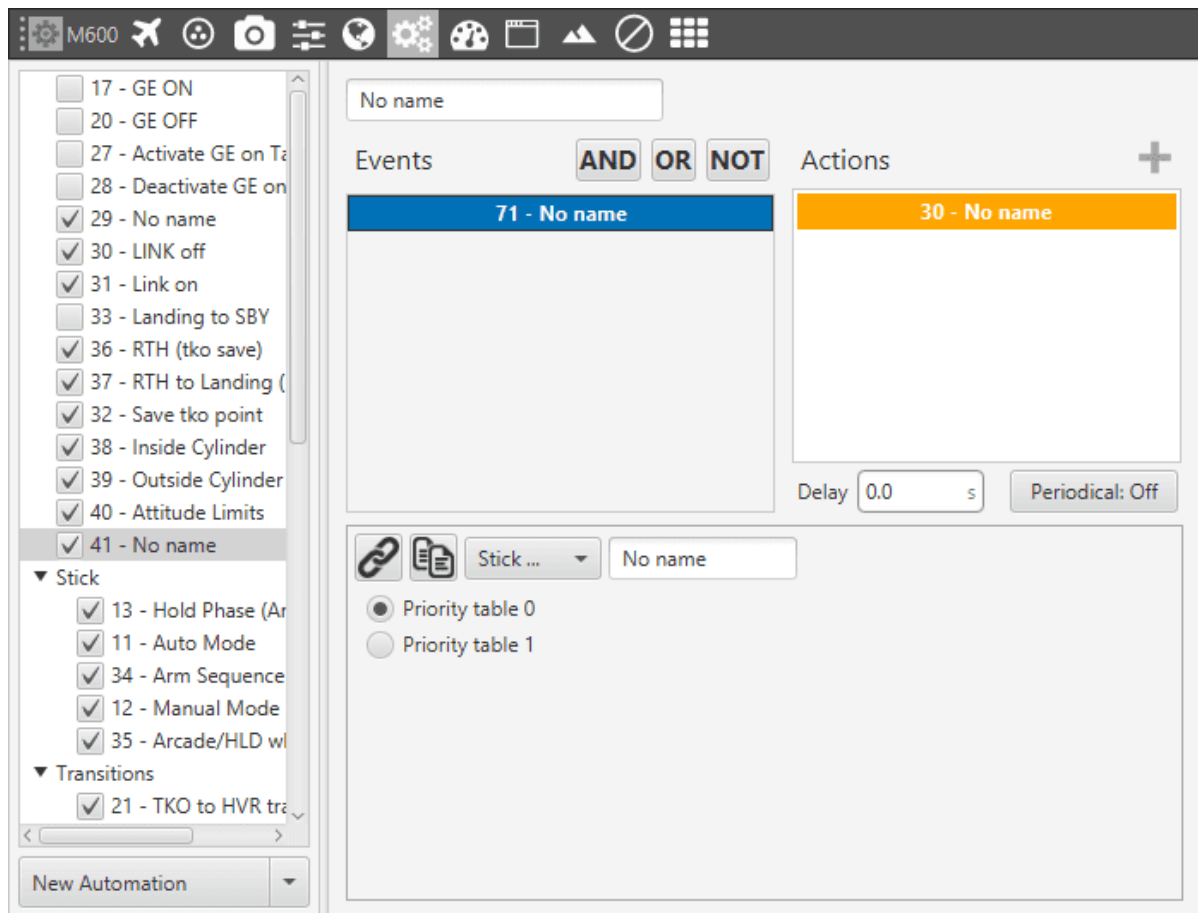 M600
17 - GE ON
20 - GE OFF
27 - Activate GE on Ta
28 - Deactivate GE on
29 - No name
30 - LINK off
31 - Link on
33 - Landing to SBY
36 - RTH (tko save)
37 - RTH to Landing (
32 - Save tko point
38 - Inside Cylinder
39 - Outside Cylinder
40 - Attitude Limits
41 - No name
Stick
13 - Hold Phase (Ar
11 - Auto Mode
34 - Arm Sequence
12 - Manual Mode
35 - Arcade/HLD wl
Transitions
21 - TKO to HVR tra
New Automation
No name
Events AND OR NOT
71 - No name
Actions
30 - No name
Delay 0.0 s Periodical: Off
Stick ... No name
Priority table 0
Priority table 1